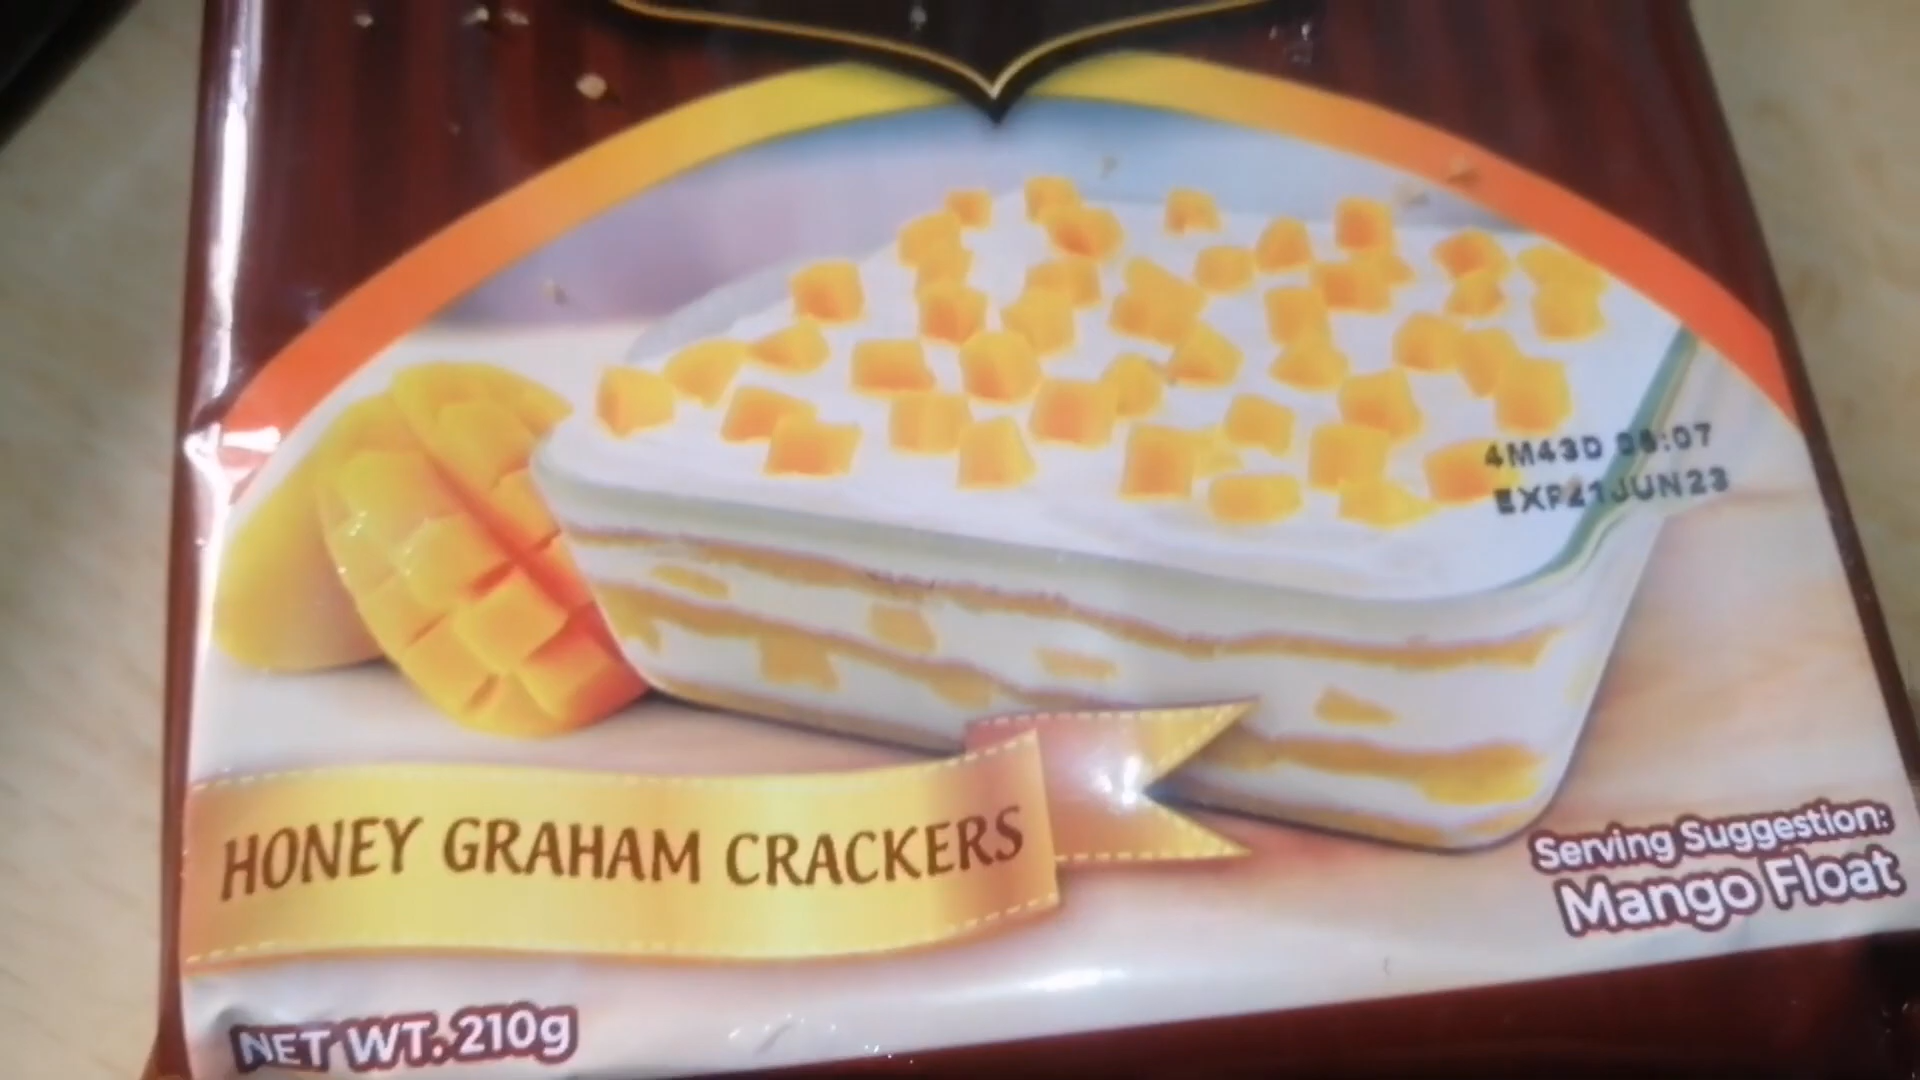 4M43D 08:07
EXP21JUN23
HONEY GRAHAM CRACKERS
Serving Suggestion:
Mango Float
NET WT. 210g